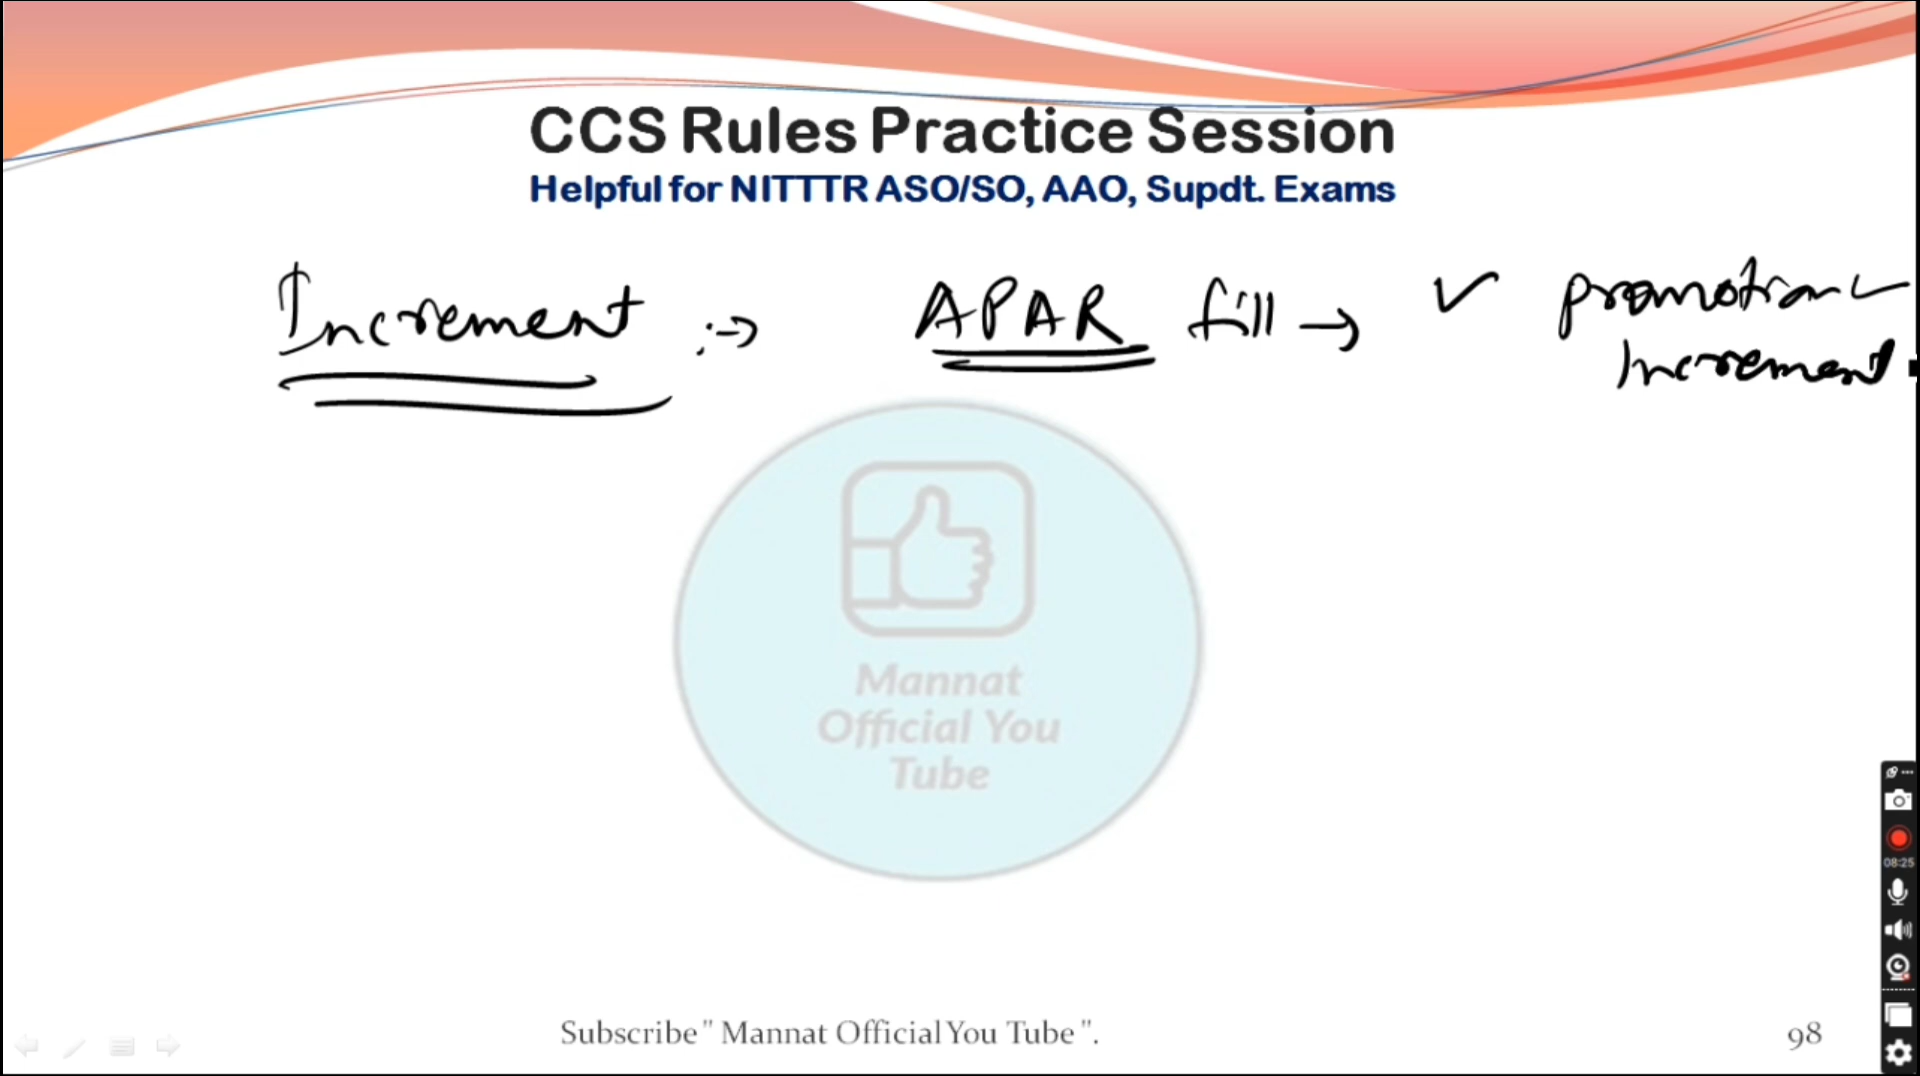 CCS Rules Practice Session
Helpful for NITTTR ASO/SO, AAO, Supdt. Exams
Increment :→ APAR fill → ✓ promotion
Increment
Mannat
Official You
Tube
08:25
Subscribe " Mannat Official You Tube ".
98